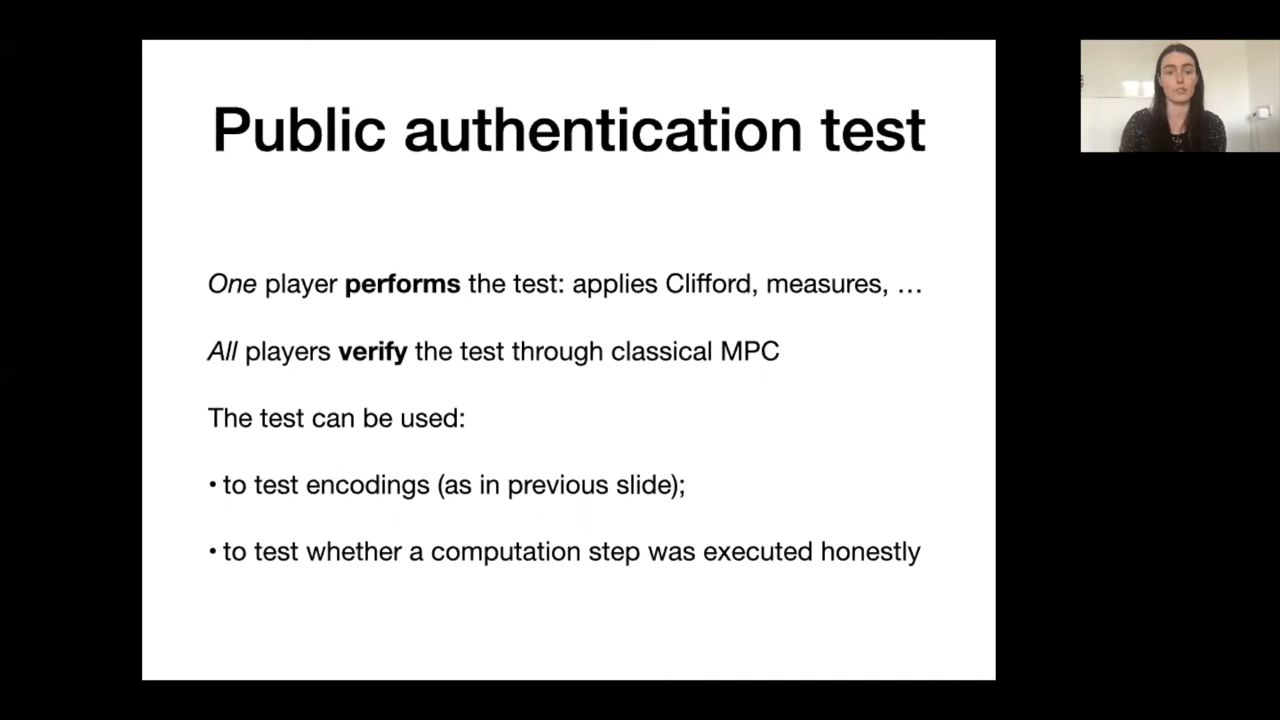 Public authentication test
One player performs the test: applies Clifford, measures, …
All players verify the test through classical MPC
The test can be used:
• to test encodings (as in previous slide);
• to test whether a computation step was executed honestly